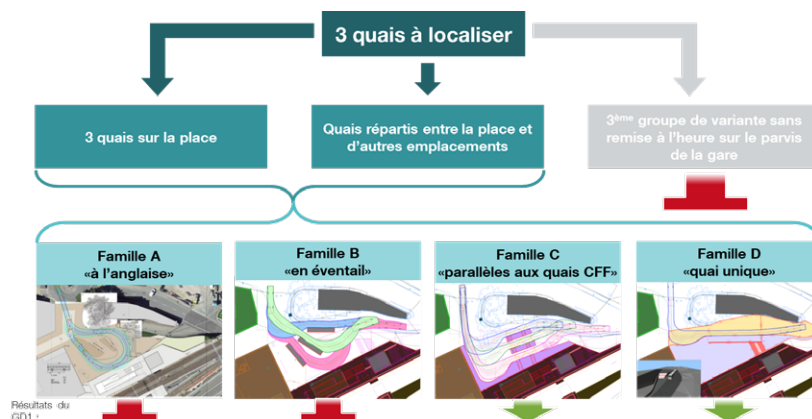 3 quais à localiser
3 quais sur la place
Quais répartis entre la place et
d'autres emplacements
3ème groupe de variante sans
remise à l'heure sur le parvis
de la gare
Famille A
«à l'anglaise»
Famille B
«en éventail»
Famille C
«parallèles aux quais CFF»
Famille D
«quai unique»
Résultats du
GD1 :